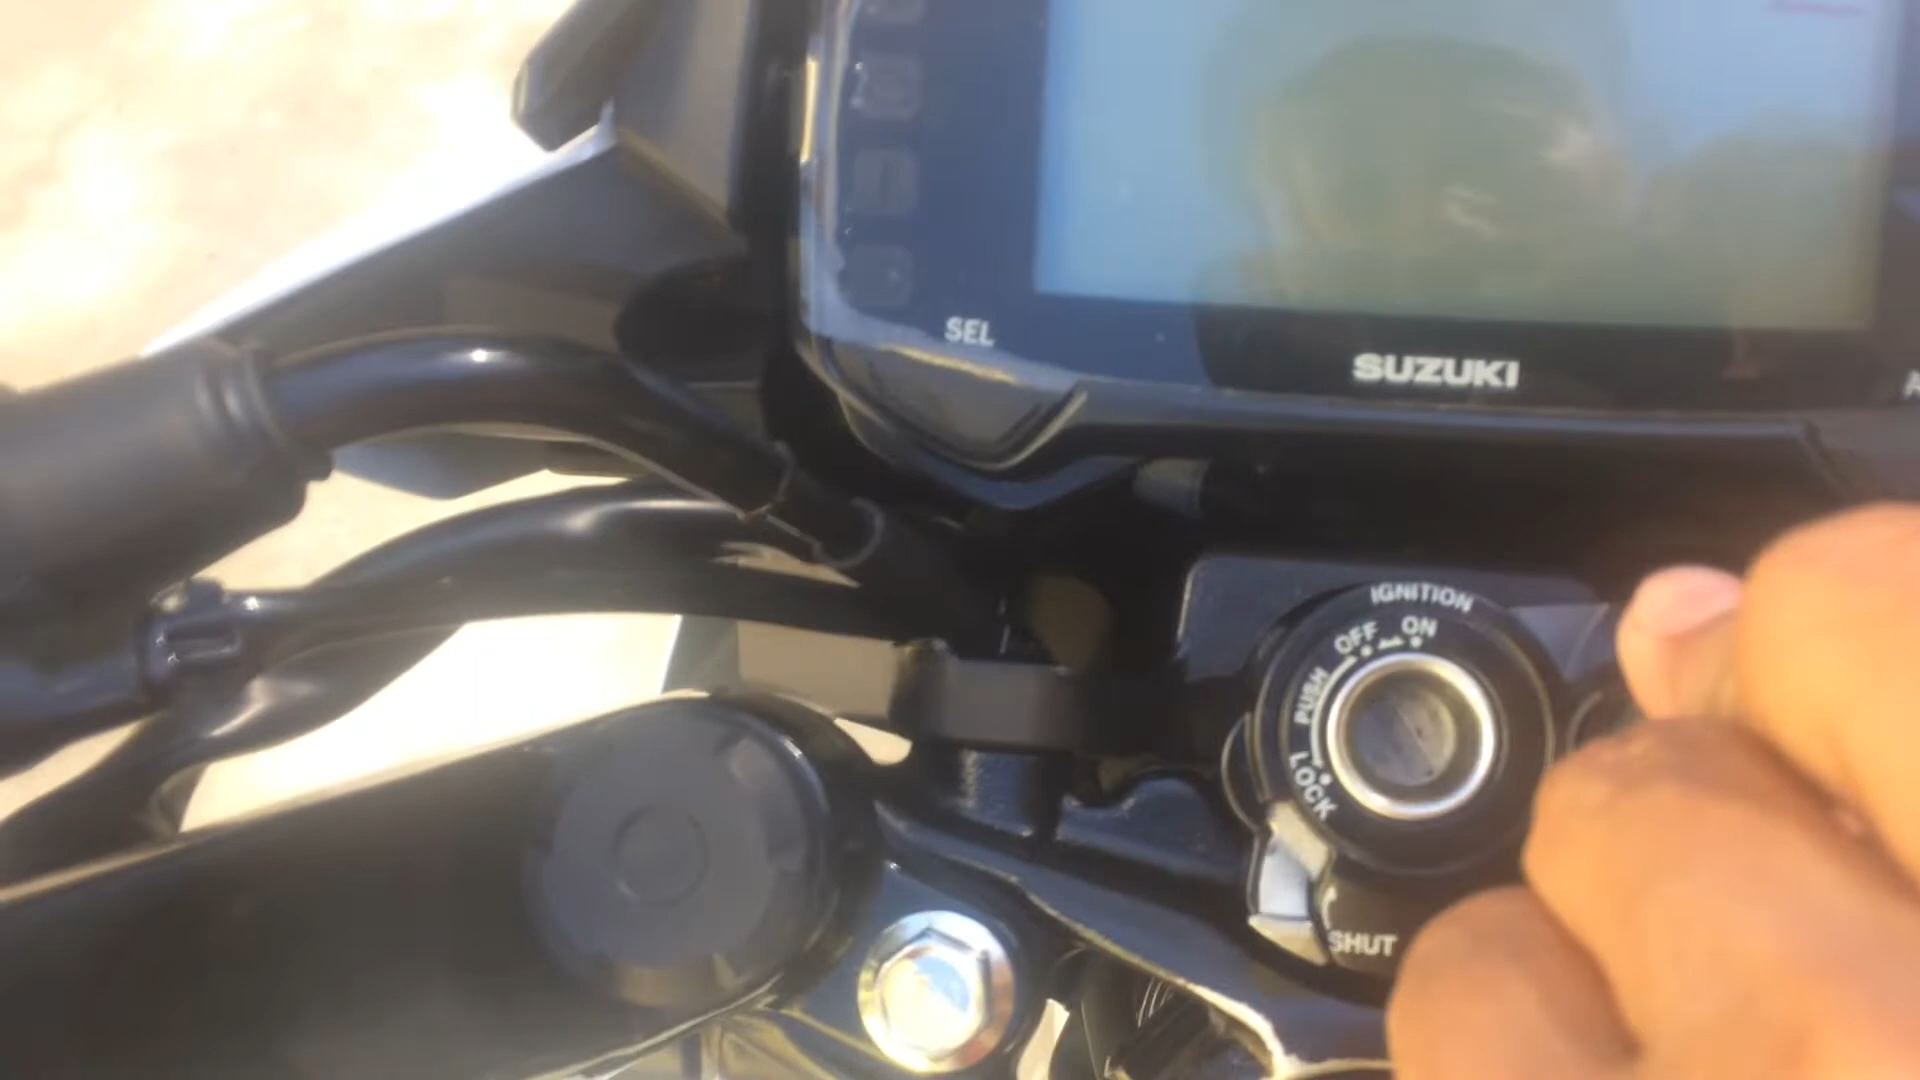 SEL
SUZUKI
A
IGNITION
OFF
ON
PUSH
LOCK
SHUT